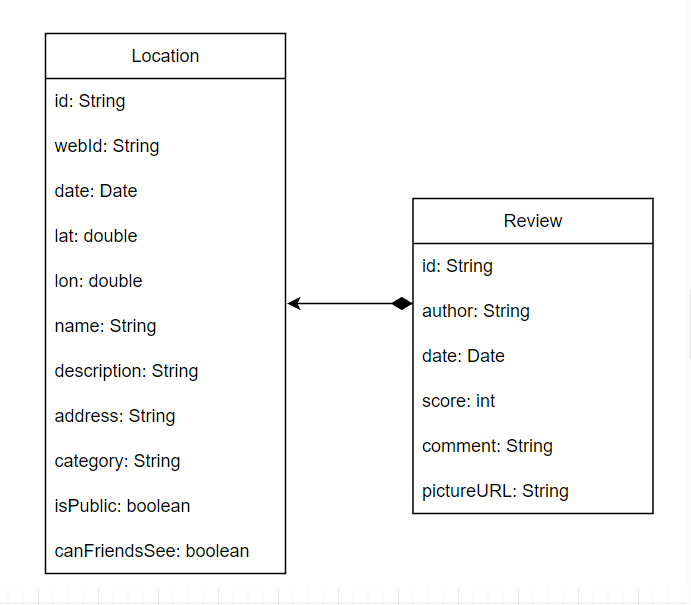 Location
id: String
webId: String
date: Date
lat: double
lon: double
name: String
description: String
address: String
category: String
isPublic: boolean
canFriendsSee: boolean
Review
id: String
author: String
date: Date
score: int
comment: String
pictureURL: String